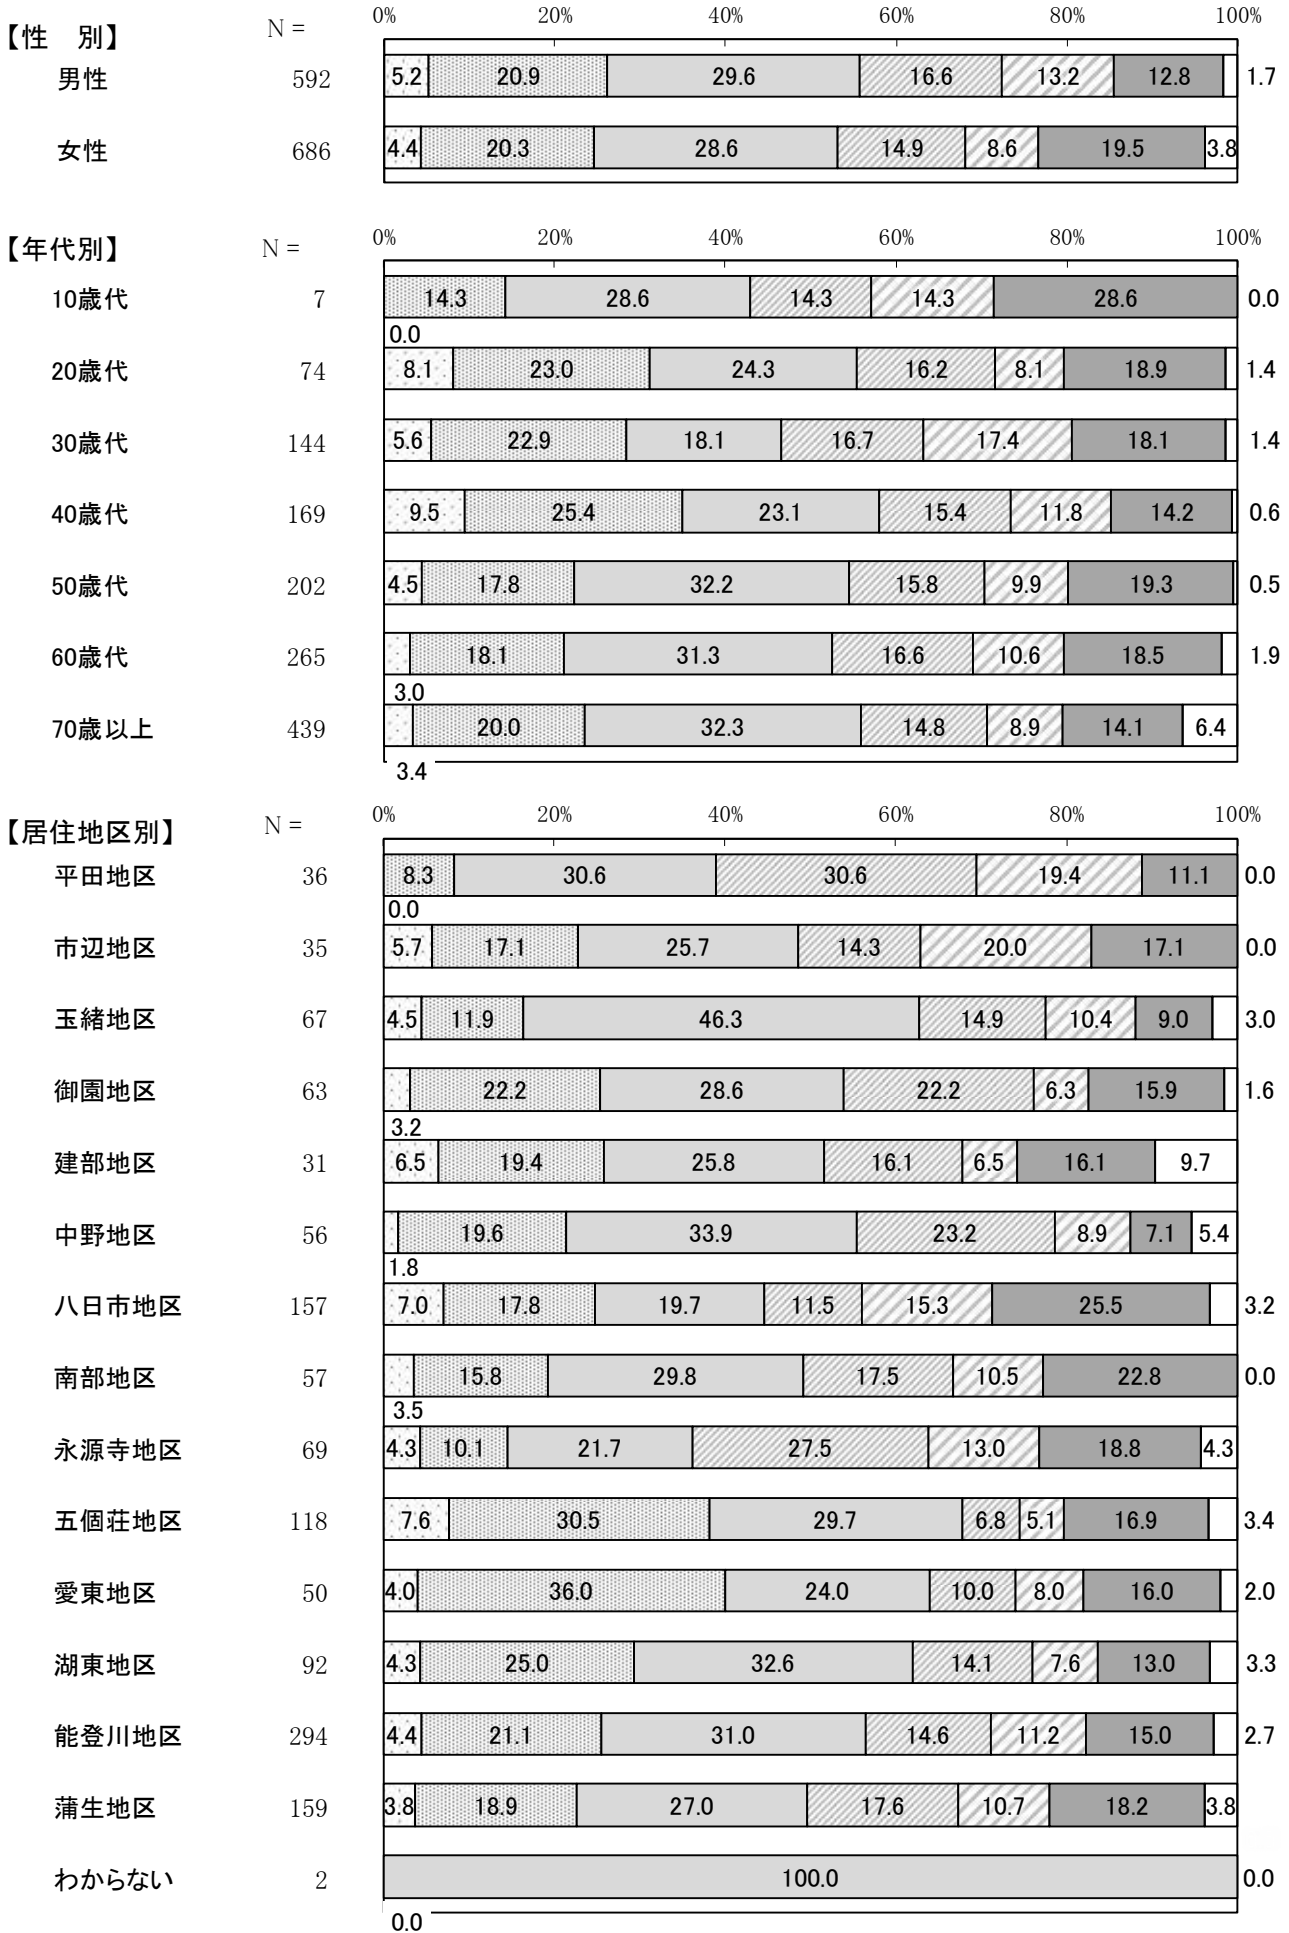 0% 20% 40% 60% 80% 100%
【性　別】 N =
男性 592 5.2 20.9 29.6 16.6 13.2 12.8 1.7
女性 686 4.4 20.3 28.6 14.9 8.6 19.5 3.8
0% 20% 40% 60% 80% 100%
【年代別】 N =
10歳代 7 14.3 28.6 14.3 14.3 28.6 0.0
0.0
20歳代 74 8.1 23.0 24.3 16.2 8.1 18.9 1.4
30歳代 144 5.6 22.9 18.1 16.7 17.4 18.1 1.4
40歳代 169 9.5 25.4 23.1 15.4 11.8 14.2 0.6
50歳代 202 4.5 17.8 32.2 15.8 9.9 19.3 0.5
60歳代 265 18.1 31.3 16.6 10.6 18.5 1.9
3.0
70歳以上 439 20.0 32.3 14.8 8.9 14.1 6.4
3.4
0% 20% 40% 60% 80% 100%
【居住地区別】 N =
平田地区 36 8.3 30.6 30.6 19.4 11.1 0.0
0.0
市辺地区 35 5.7 17.1 25.7 14.3 20.0 17.1 0.0
玉緒地区 67 4.5 11.9 46.3 14.9 10.4 9.0 3.0
御園地区 63 22.2 28.6 22.2 6.3 15.9 1.6
3.2
建部地区 31 6.5 19.4 25.8 16.1 6.5 16.1 9.7
中野地区 56 19.6 33.9 23.2 8.9 7.1 5.4
1.8
八日市地区 157 7.0 17.8 19.7 11.5 15.3 25.5 3.2
南部地区 57 15.8 29.8 17.5 10.5 22.8 0.0
3.5
永源寺地区 69 4.3 10.1 21.7 27.5 13.0 18.8 4.3
五個荘地区 118 7.6 30.5 29.7 6.8 5.1 16.9 3.4
愛東地区 50 4.0 36.0 24.0 10.0 8.0 16.0 2.0
湖東地区 92 4.3 25.0 32.6 14.1 7.6 13.0 3.3
能登川地区 294 4.4 21.1 31.0 14.6 11.2 15.0 2.7
蒲生地区 159 3.8 18.9 27.0 17.6 10.7 18.2 3.8
わからない 2 100.0 0.0
0.0